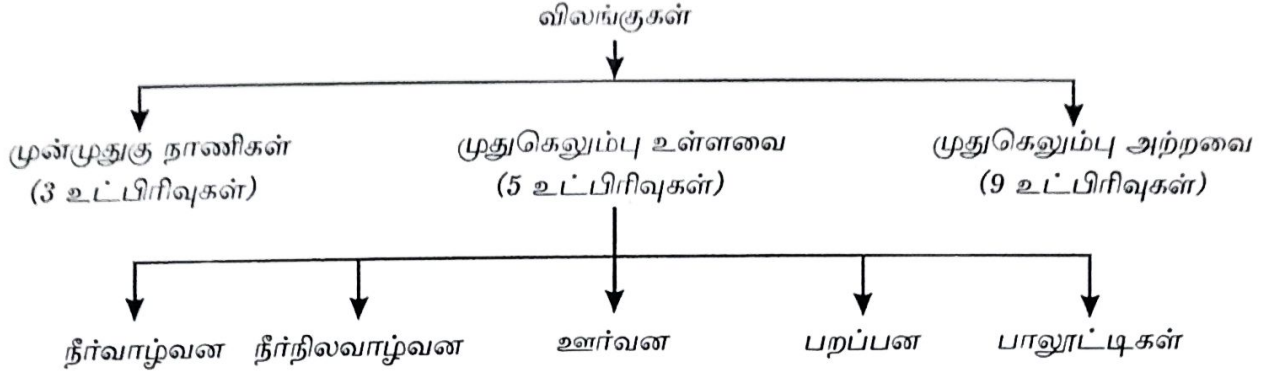 விலங்குகள்
முன்முதுகு நாணிகள்
(3 உட்பிரிவுகள்)
முதுகெலும்பு உள்ளவை
(5 உட்பிரிவுகள்)
முதுகெலும்பு அற்றவை
(9 உட்பிரிவுகள்)
நீர்வாழ்வன நீர்நிலவாழ்வன ஊர்வன பறப்பன பாலூட்டிகள்